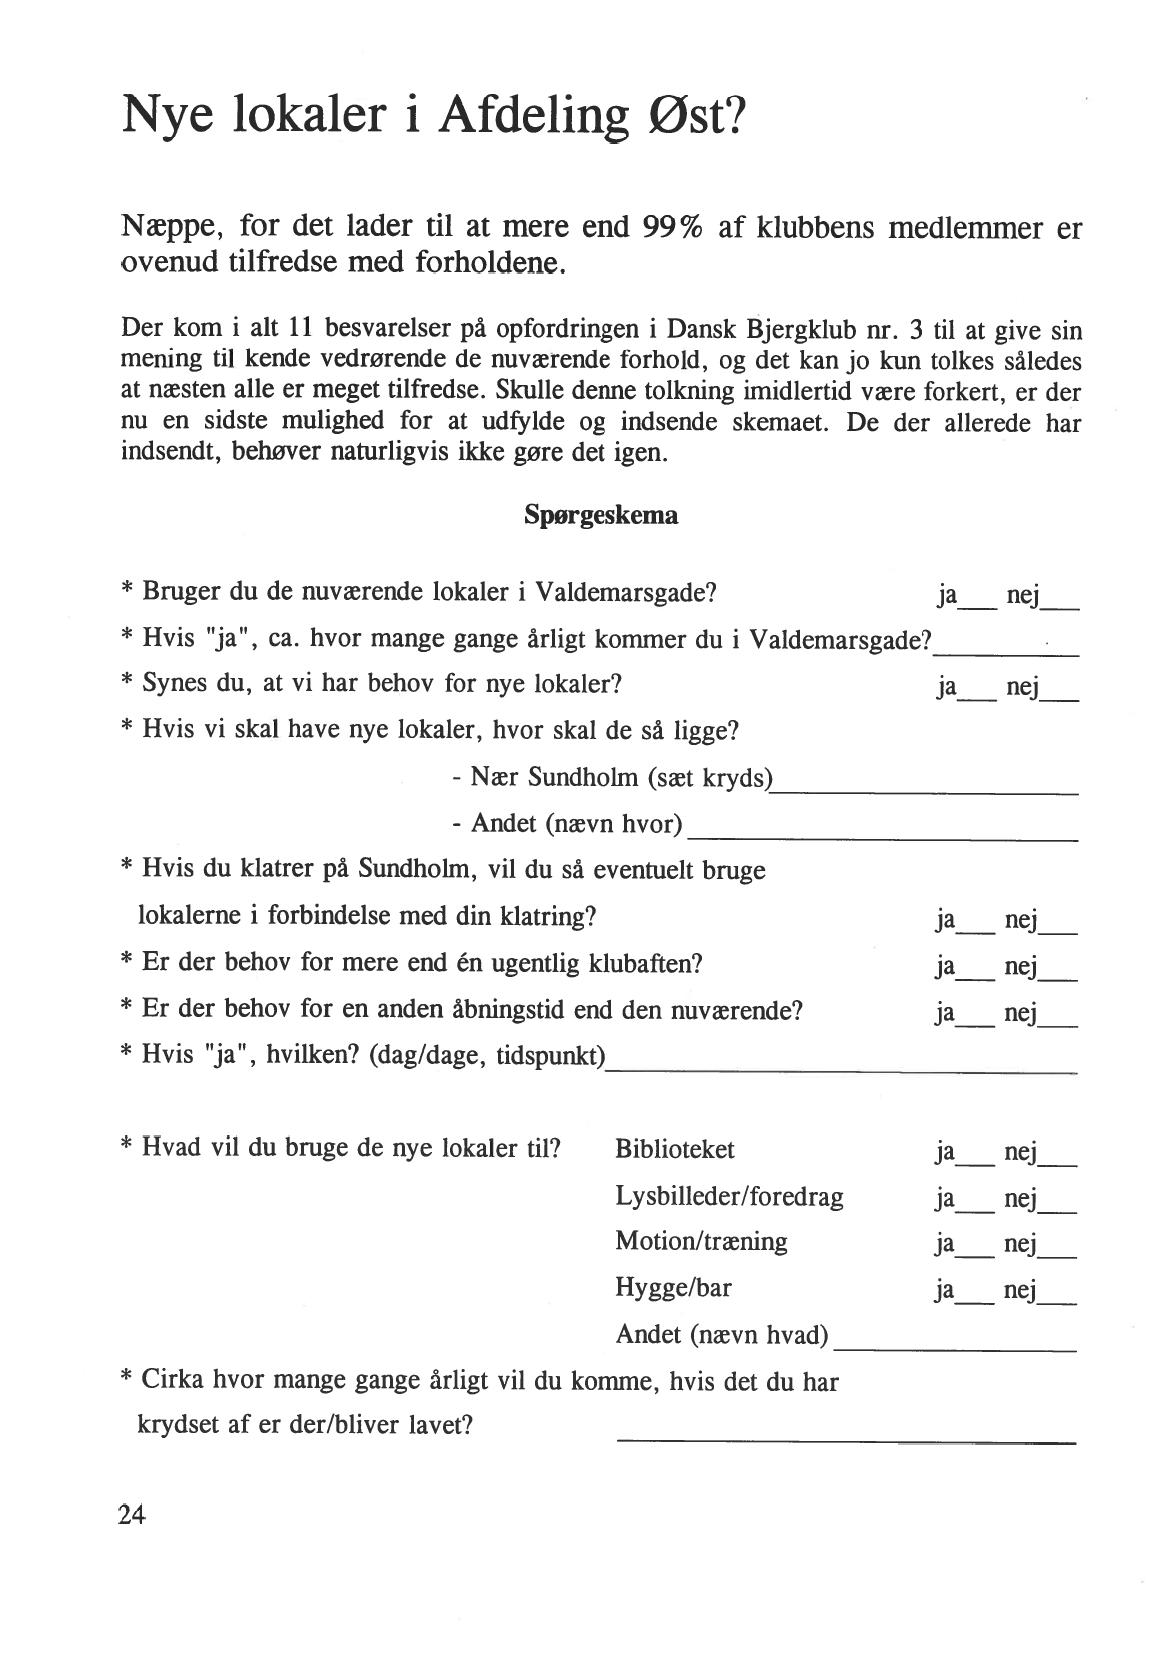 Nye lokaler i Afdeling Øst?
Næppe, for det lader til at mere end 99% af klubbens medlemmer er
ovenud tilfredse med forholdene.
Der kom i alt 11 besvarelser på opfordringen i Dansk Bjergklub nr. 3 til at give sin
mening til kende vedrørende de nuværende forhold, og det kan jo kun tolkes således
at næsten alle er meget tilfredse. Skulle denne tolkning imidlertid være forkert, er der
nu en sidste mulighed for at udfylde og indsende skemaet. De der allerede har
indsendt, behøver naturligvis ikke gøre det igen.
Spørgeskema
* Bruger du de nuværende lokaler i Valdemarsgade? ja___ nej___
* Hvis "ja", ca. hvor mange gange årligt kommer du i Valdemarsgade?___________
* Synes du, at vi har behov for nye lokaler? ja___ nej___
* Hvis vi skal have nye lokaler, hvor skal de så ligge?
- Nær Sundholm (sæt kryds)_______________________
- Andet (nævn hvor)_____________________________
* Hvis du klatrer på Sundholm, vil du så eventuelt bruge
lokalerne i forbindelse med din klatring? ja___ nej___
* Er der behov for mere end én ugentlig klubaften? ja___ nej___
* Er der behov for en anden åbningstid end den nuværende? ja___ nej___
* Hvis "ja", hvilken? (dag/dage, tidspunkt)___________________________________
* Hvad vil du bruge de nye lokaler til? Biblioteket ja___ nej___
Lysbilleder/foredrag ja___ nej___
Motion/træning ja___ nej___
Hygge/bar ja___ nej___
Andet (nævn hvad)__________________
* Cirka hvor mange gange årligt vil du komme, hvis det du har
krydset af er der/bliver lavet? __________________________________
24